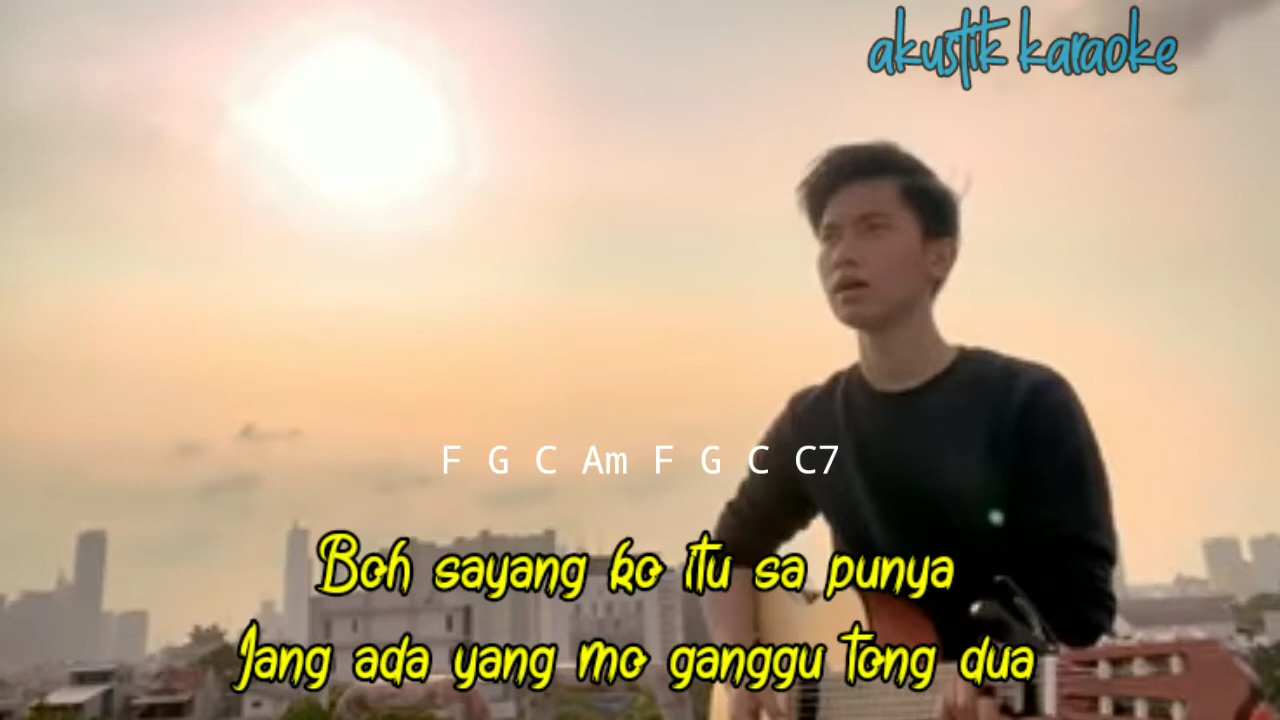 akustik karaoke
F G C Am F G C C7
Boh sayang ko itu sa punya
Jang ada yang mo ganggu tong dua